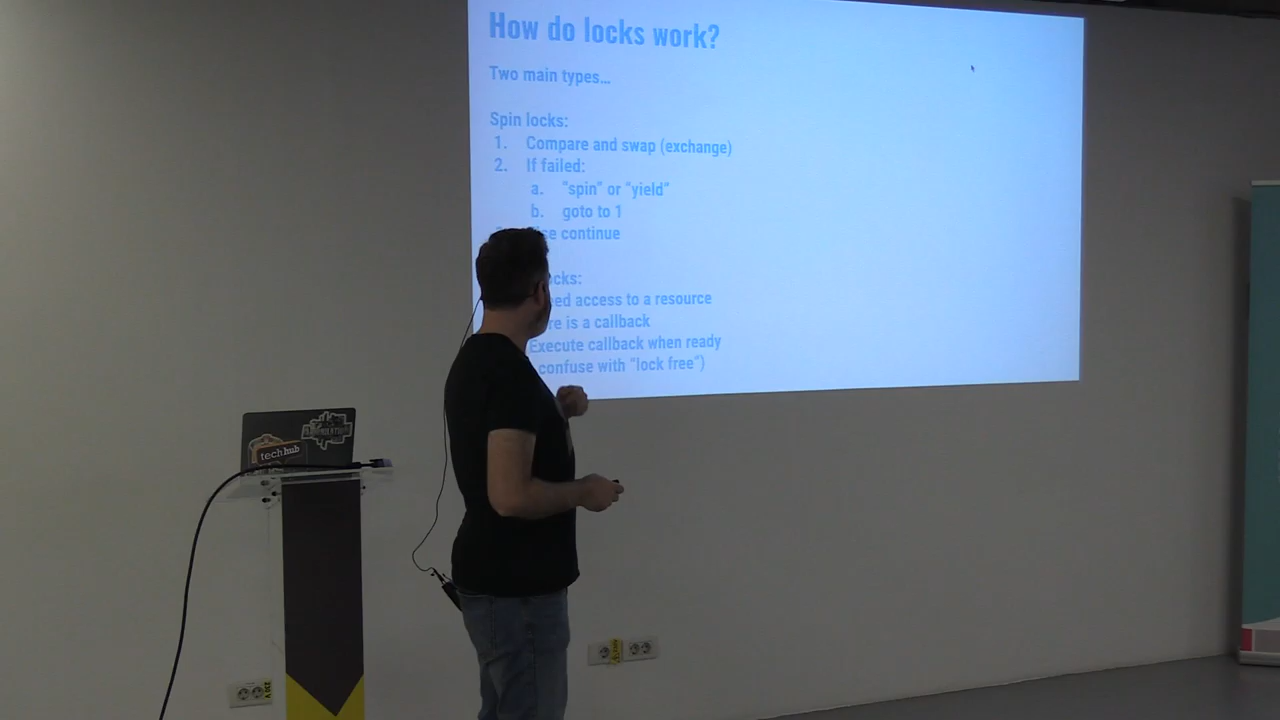 How do locks work?
Two main types...
Spin locks:
1. Compare and swap (exchange)
2. If failed:
a. "spin" or "yield"
b. goto to 1
continue
access to a resource
is a callback
Execute callback when ready
confuse with "lock free")
techhub
230 V